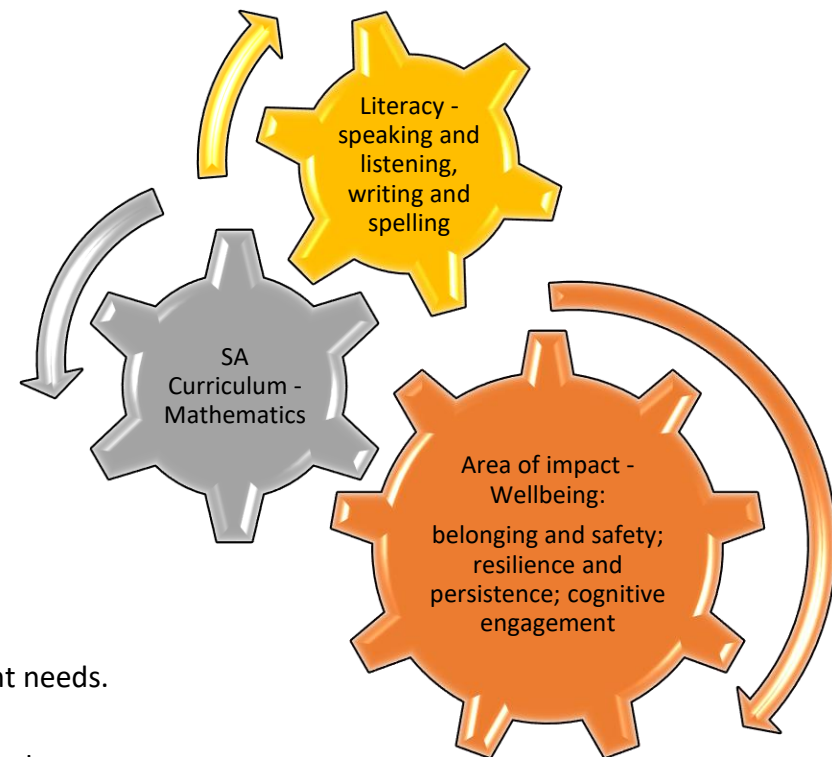 Literacy -
speaking and
listening,
writing and
spelling
SA
Curriculum -
Mathematics
Area of impact -
Wellbeing:
belonging and safety;
resilience and
persistence; cognitive
engagement
needs.